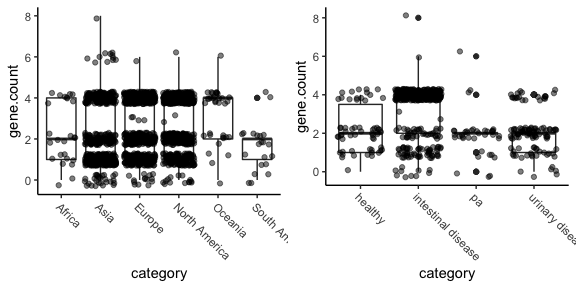 gene.count
8
6
4
2
0
Africa
Asia
Europe
North America
Oceania
South Am
category
gene.count
8
6
4
2
0
healthy
intestinal disease
pa
urinary disea
category